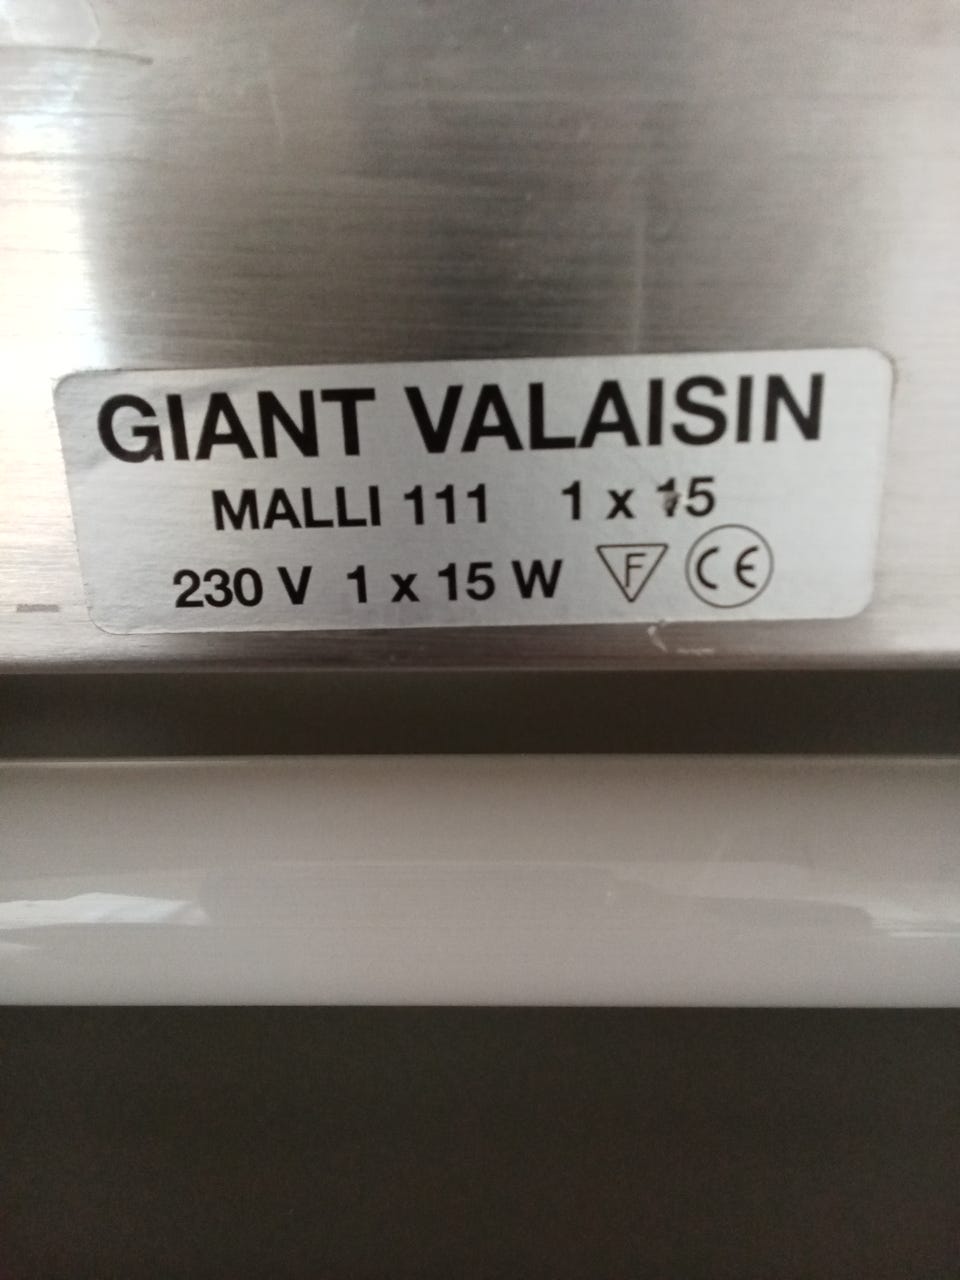 GIANT VALAISIN
MALLI 111 1 x 15
230 V 1 x 15 W F CE